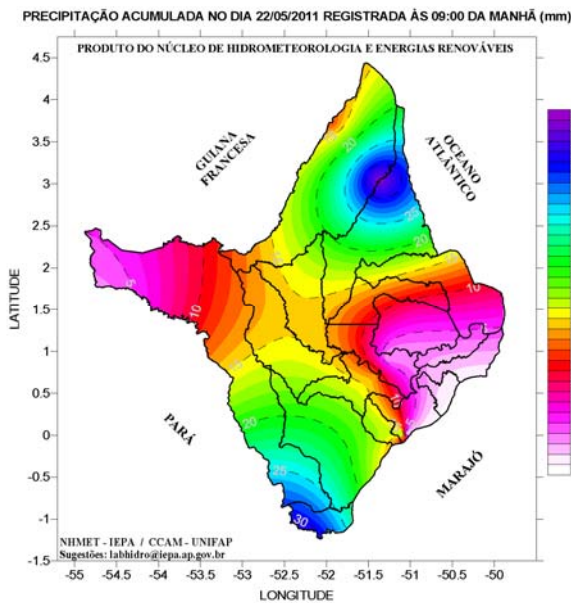 PRECIPITAÇÃO ACUMULADA NO DIA 22/05/2011 REGISTRADA ÀS 09:00 DA MANHÃ (mm)
PRODUTO DO NÚCLEO DE HIDROMETEOROLOGIA E ENERGIAS RENOVÁVEIS
4.5
4
3.5
3
2.5
2
1.5
1
0.5
0
-0.5
-1
-1.5
LATITUDE
GUIANA
FRANCESA
OCEANO
ATLÂNTICO
PARÁ
MARAJÓ
20
25
20
5
10
10
10
5
20
25
30
NHMET - IEPA / CCAM - UNIFAP
Sugestões: labhidro@iepa.ap.gov.br
-55
-54.5
-54
-53.5
-53
-52.5
-52
-51.5
-51
-50.5
-50
LONGITUDE